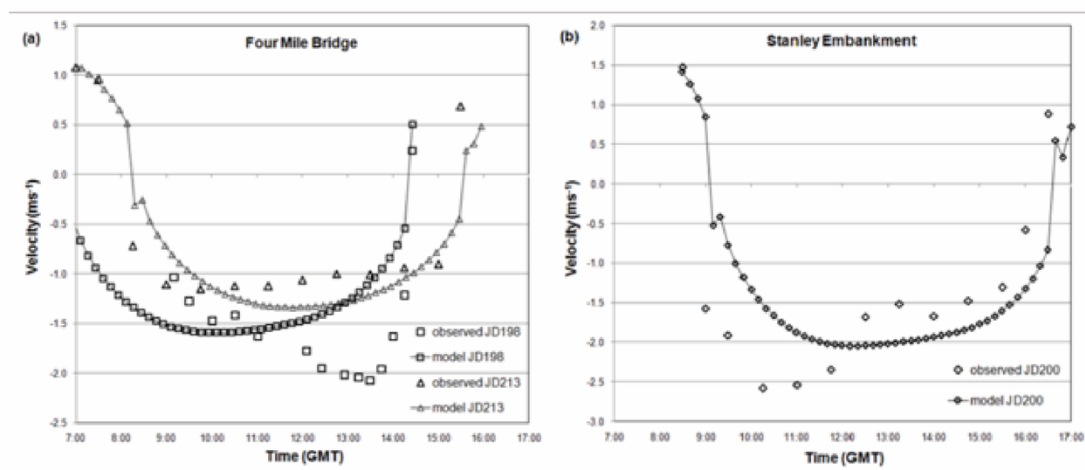 (a)
Four Mile Bridge
1.5
1.0
0.5
0.0
-0.5
-1.0
-1.5
-2.0
-2.5
Velocity (ms⁻¹)
7:00 8:00 9:00 10:00 11:00 12:00 13:00 14:00 15:00 16:00 17:00
Time (GMT)
observed JD198
model JD198
observed JD213
model JD213
(b)
Stanley Embankment
2.0
1.5
1.0
0.5
0.0
-0.5
-1.0
-1.5
-2.0
-2.5
-3.0
Velocity (ms⁻¹)
7:00 8:00 9:00 10:00 11:00 12:00 13:00 14:00 15:00 16:00 17:00
Time (GMT)
observed JD200
model JD200